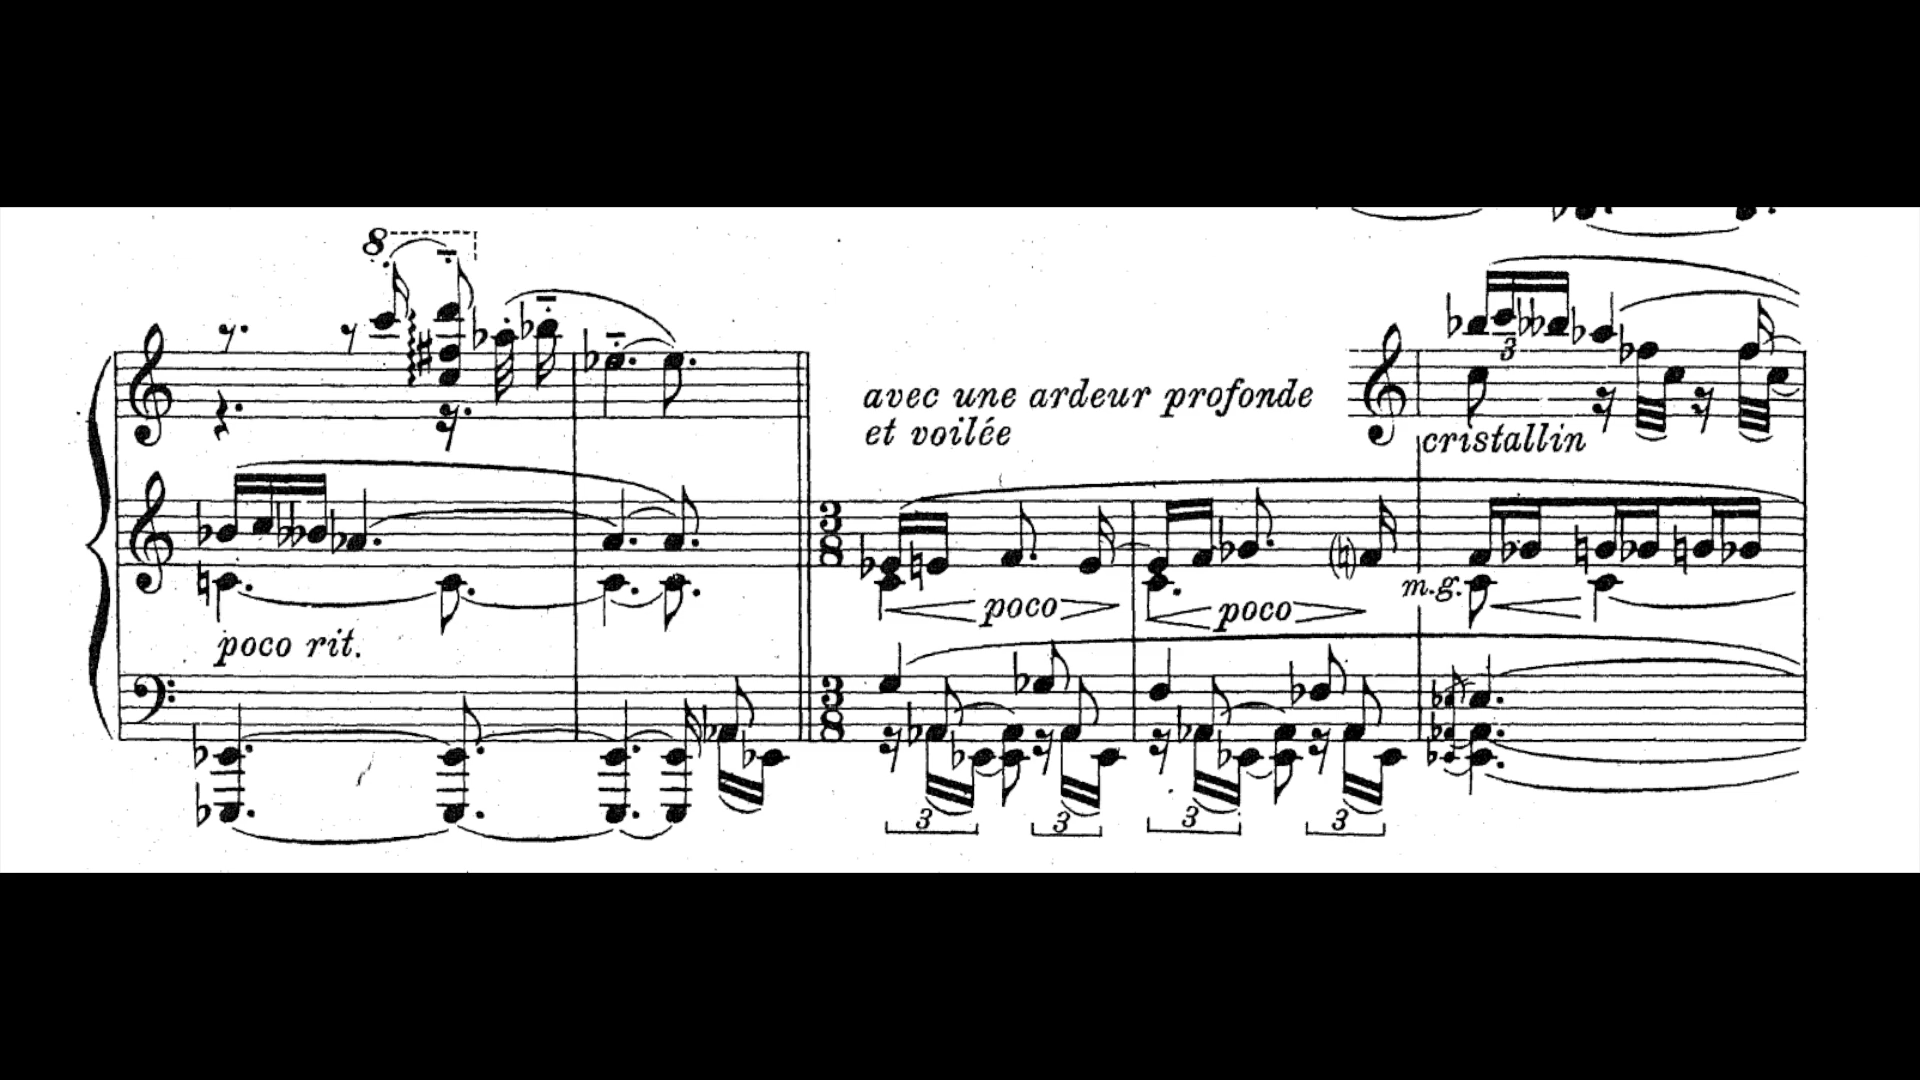 8
3
avec une ardeur profonde
et voilée
cristallin
3
8
poco
poco
m.g.
poco rit.
3
8
3
3
3
3